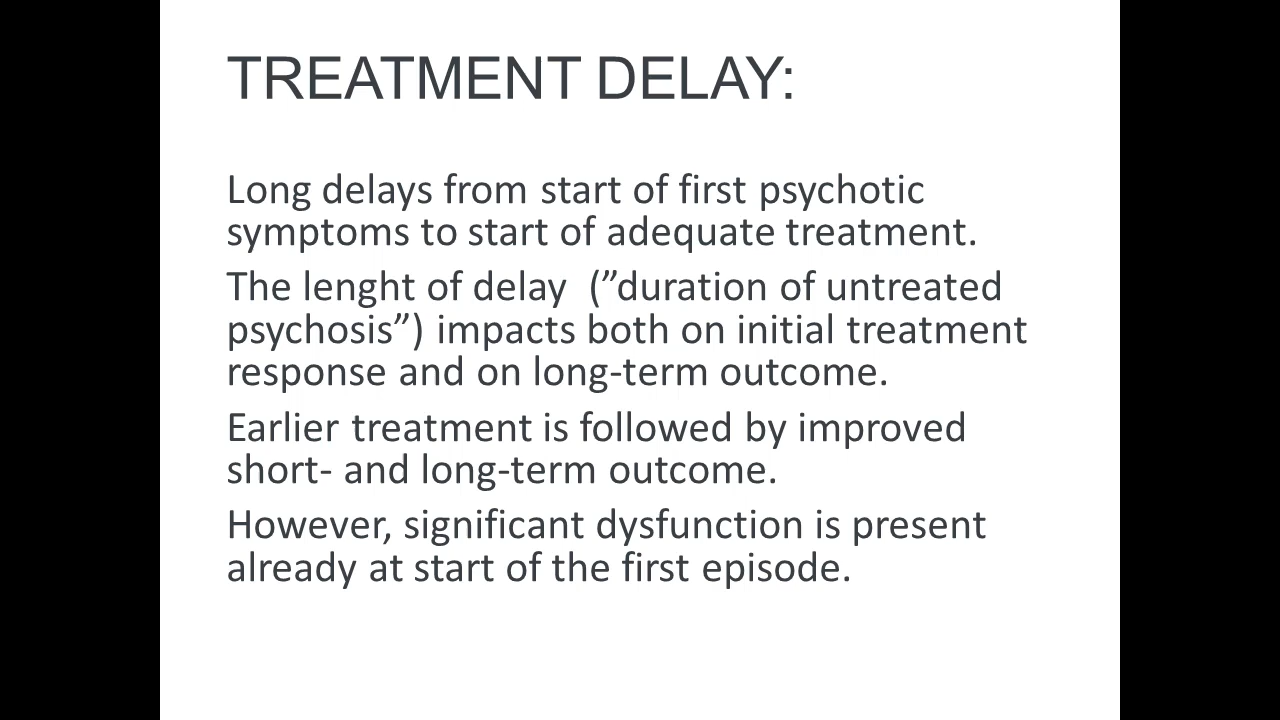 TREATMENT DELAY:
Long delays from start of first psychotic
symptoms to start of adequate treatment.
The lenght of delay  (”duration of untreated
psychosis”) impacts both on initial treatment
response and on long-term outcome.
Earlier treatment is followed by improved
short- and long-term outcome.
However, significant dysfunction is present
already at start of the first episode.